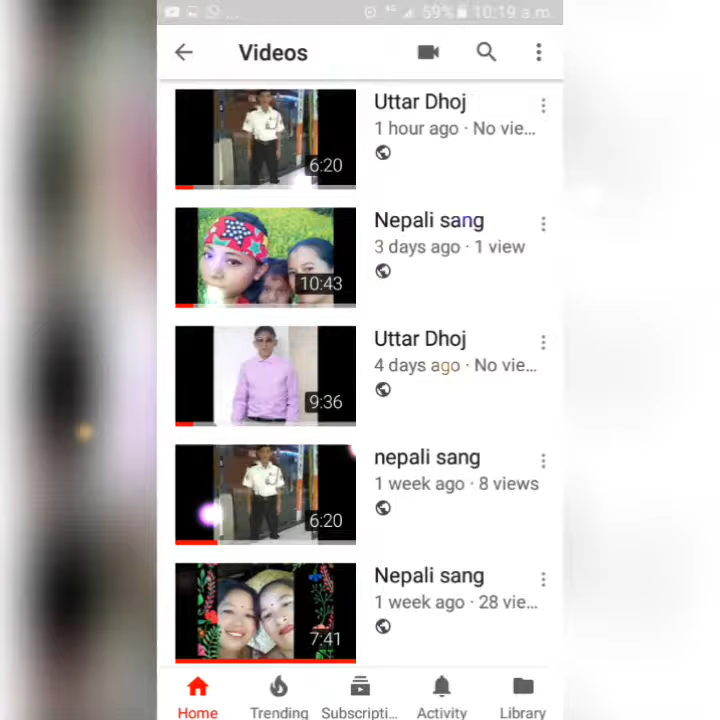 59% 10:19 a.m
Videos
Uttar Dhoj
1 hour ago · No vie...
6:20
Nepali sang
3 days ago · 1 view
10:43
Uttar Dhoj
4 days ago · No vie...
9:36
nepali sang
1 week ago · 8 views
6:20
Nepali sang
1 week ago · 28 vie...
7:41
Home Trending Subscripti... Activity Library